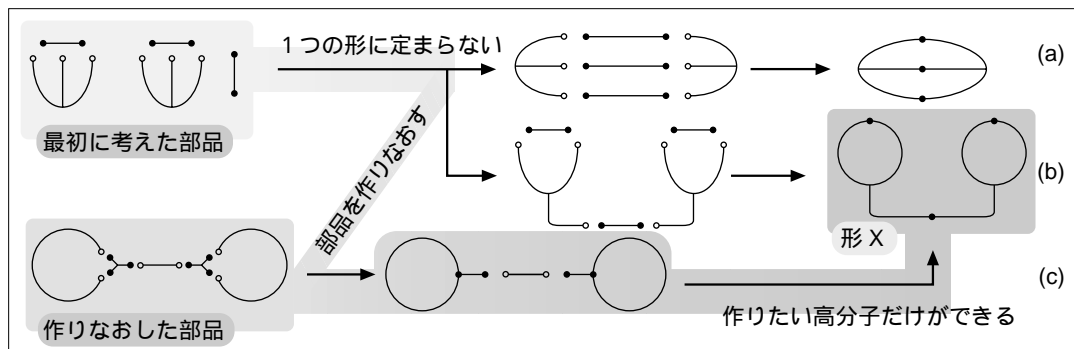 １つの形に定まらない
(a)
最初に考えた部品
部品を作りなおす
(b)
形 X
(c)
作りなおした部品
作りたい高分子だけができる